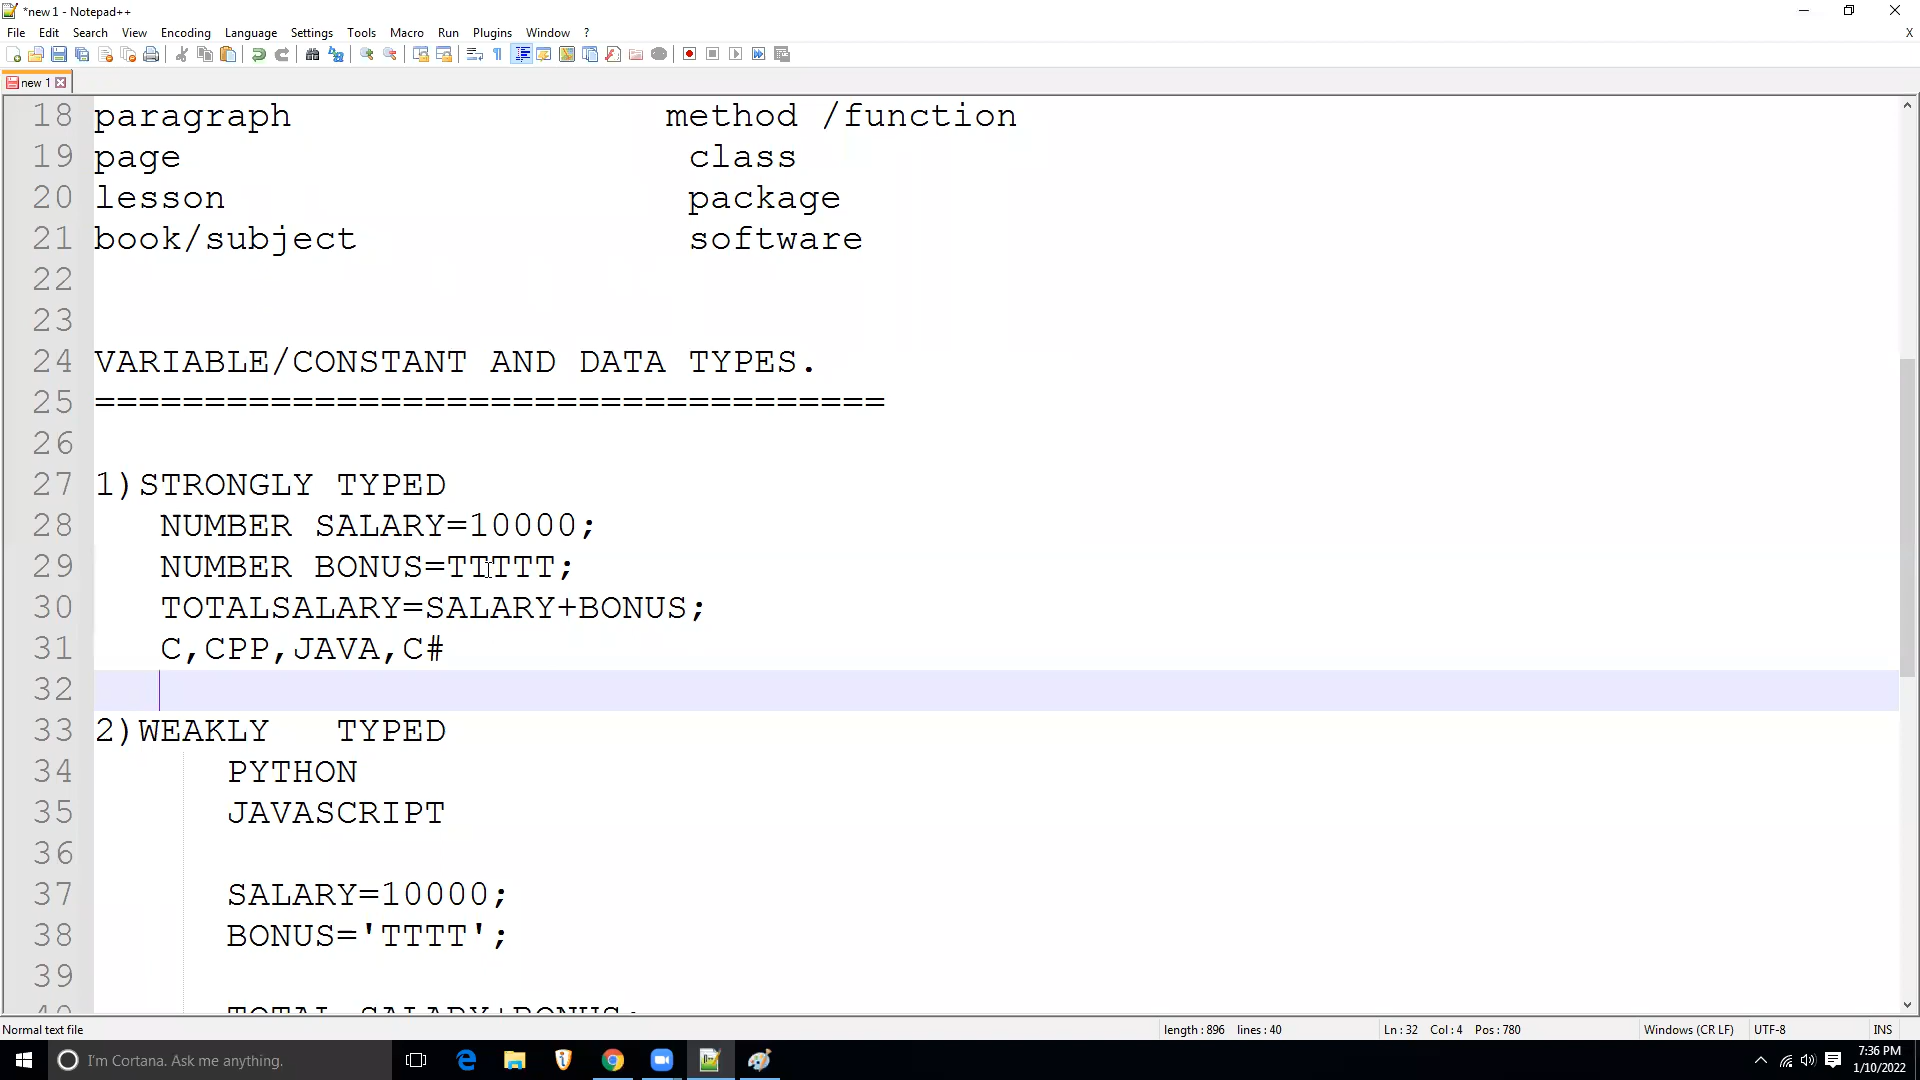 *new 1 - Notepad++
File Edit Search View Encoding Language Settings Tools Macro Run Plugins Window ? X
new 1
18 paragraph method /function
19 page class
20 lesson package
21 book/subject software
22
23
24 VARIABLE/CONSTANT AND DATA TYPES.
25 ====================================
26
27 1)STRONGLY TYPED
28 NUMBER SALARY=10000;
29 NUMBER BONUS=TTTTT;
30 TOTALSALARY=SALARY+BONUS;
31 C,CPP,JAVA,C#
32
33 2)WEAKLY TYPED
34 PYTHON
35 JAVASCRIPT
36
37 SALARY=10000;
38 BONUS='TTTT';
39
40 TOTAL SALARY+BONUS;
Normal text file length : 896 lines : 40 Ln : 32 Col : 4 Pos : 780 Windows (CR LF) UTF-8 INS
I'm Cortana. Ask me anything. 7:36 PM
1/10/2022